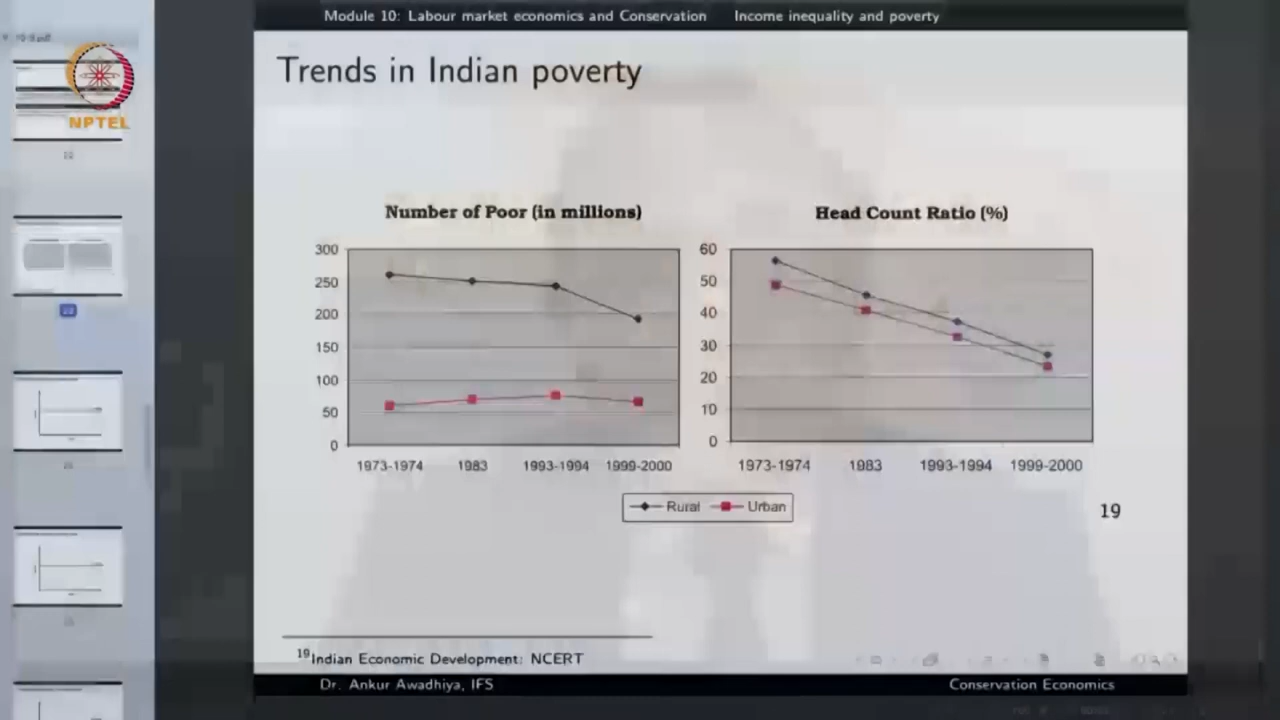 Module 10: Labour market economics and Conservation Income inequality and poverty
NPTEL
Trends in Indian poverty
Number of Poor (in millions)
300
250
200
150
100
50
0
1973-1974 1983 1993-1994 1999-2000
Head Count Ratio (%)
60
50
40
30
20
10
0
1973-1974 1983 1993-1994 1999-2000
Rural Urban
19
19 Indian Economic Development: NCERT
Dr. Ankur Awadhiya, IFS Conservation Economics